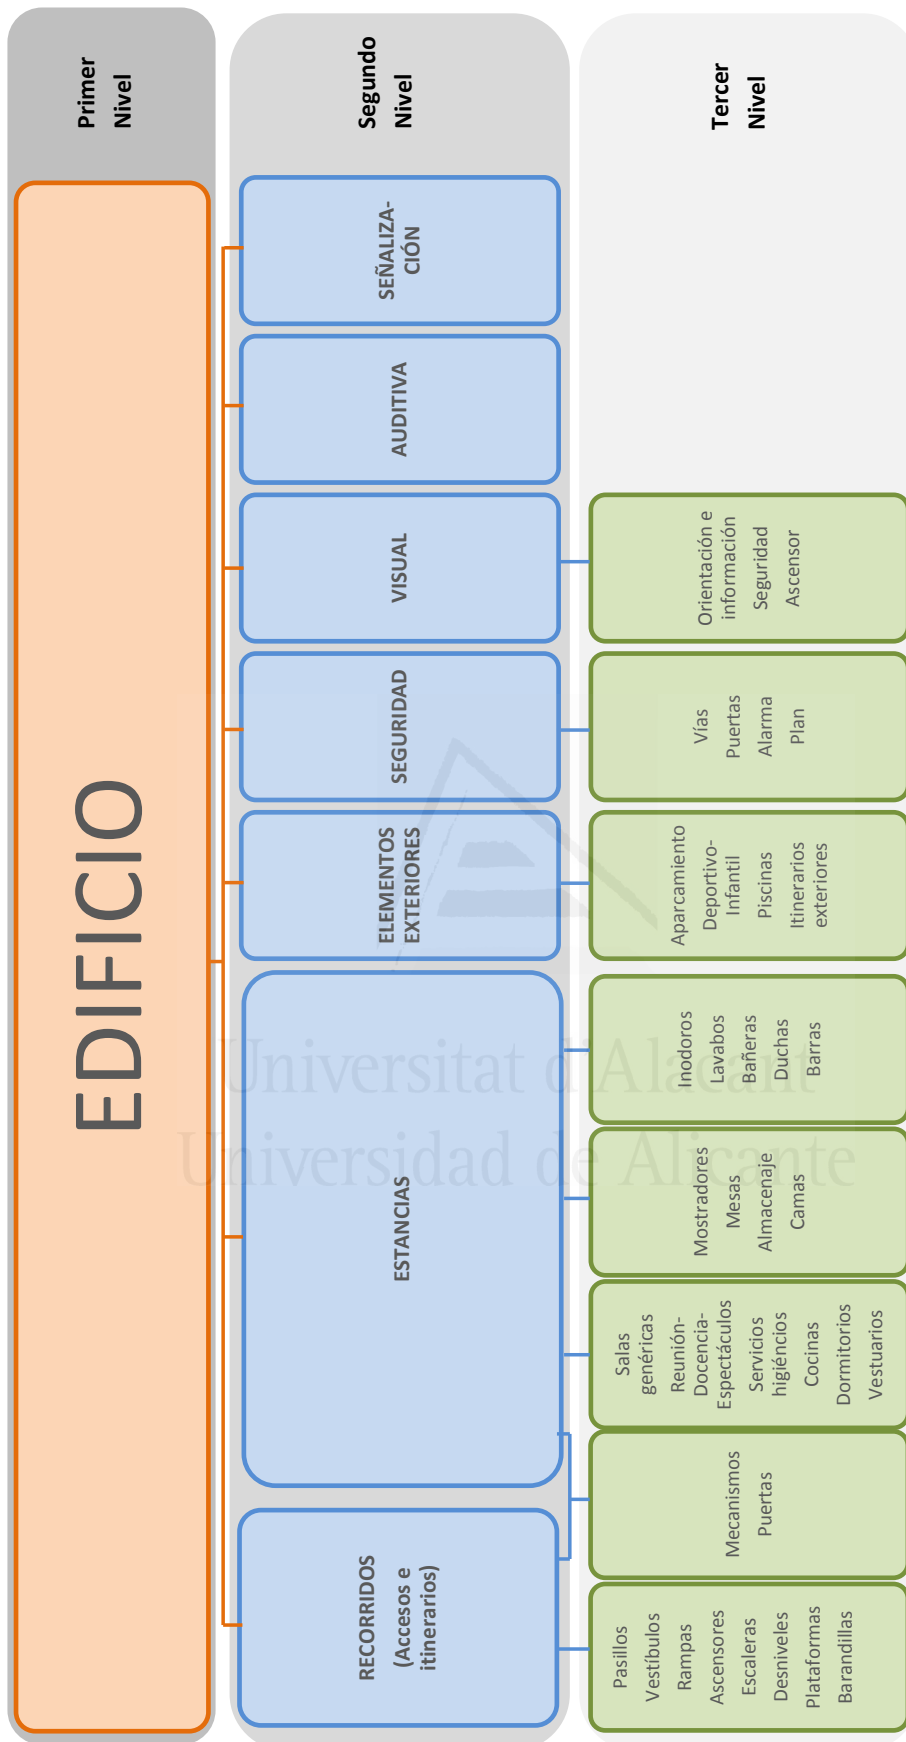 Primer
Nivel
EDIFICIO
Segundo
Nivel
RECORRIDOS
(Accesos e
itinerarios)
ESTANCIAS
ELEMENTOS
EXTERIORES
SEGURIDAD
VISUAL
AUDITIVA
SEÑALIZA-
CIÓN
Tercer
Nivel
Pasillos
Vestíbulos
Rampas
Ascensores
Escaleras
Desniveles
Plataformas
Barandillas
Mecanismos
Puertas
Salas
genéricas
Reunión-
Docencia-
Espectáculos
Servicios
higiéncios
Cocinas
Dormitorios
Vestuarios
Mostradores
Mesas
Almacenaje
Camas
Inodoros
Lavabos
Bañeras
Duchas
Barras
Aparcamiento
Deportivo-
Infantil
Piscinas
Itinerarios
exteriores
Vías
Puertas
Alarma
Plan
Orientación e
información
Seguridad
Ascensor
Universitat d'Alacant
Universidad de Alicante